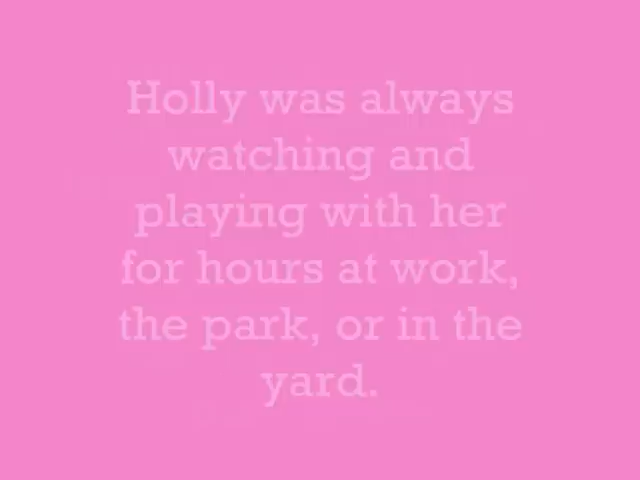 Holly was always
watching and
playing with her
for hours at work,
the park, or in the
yard.